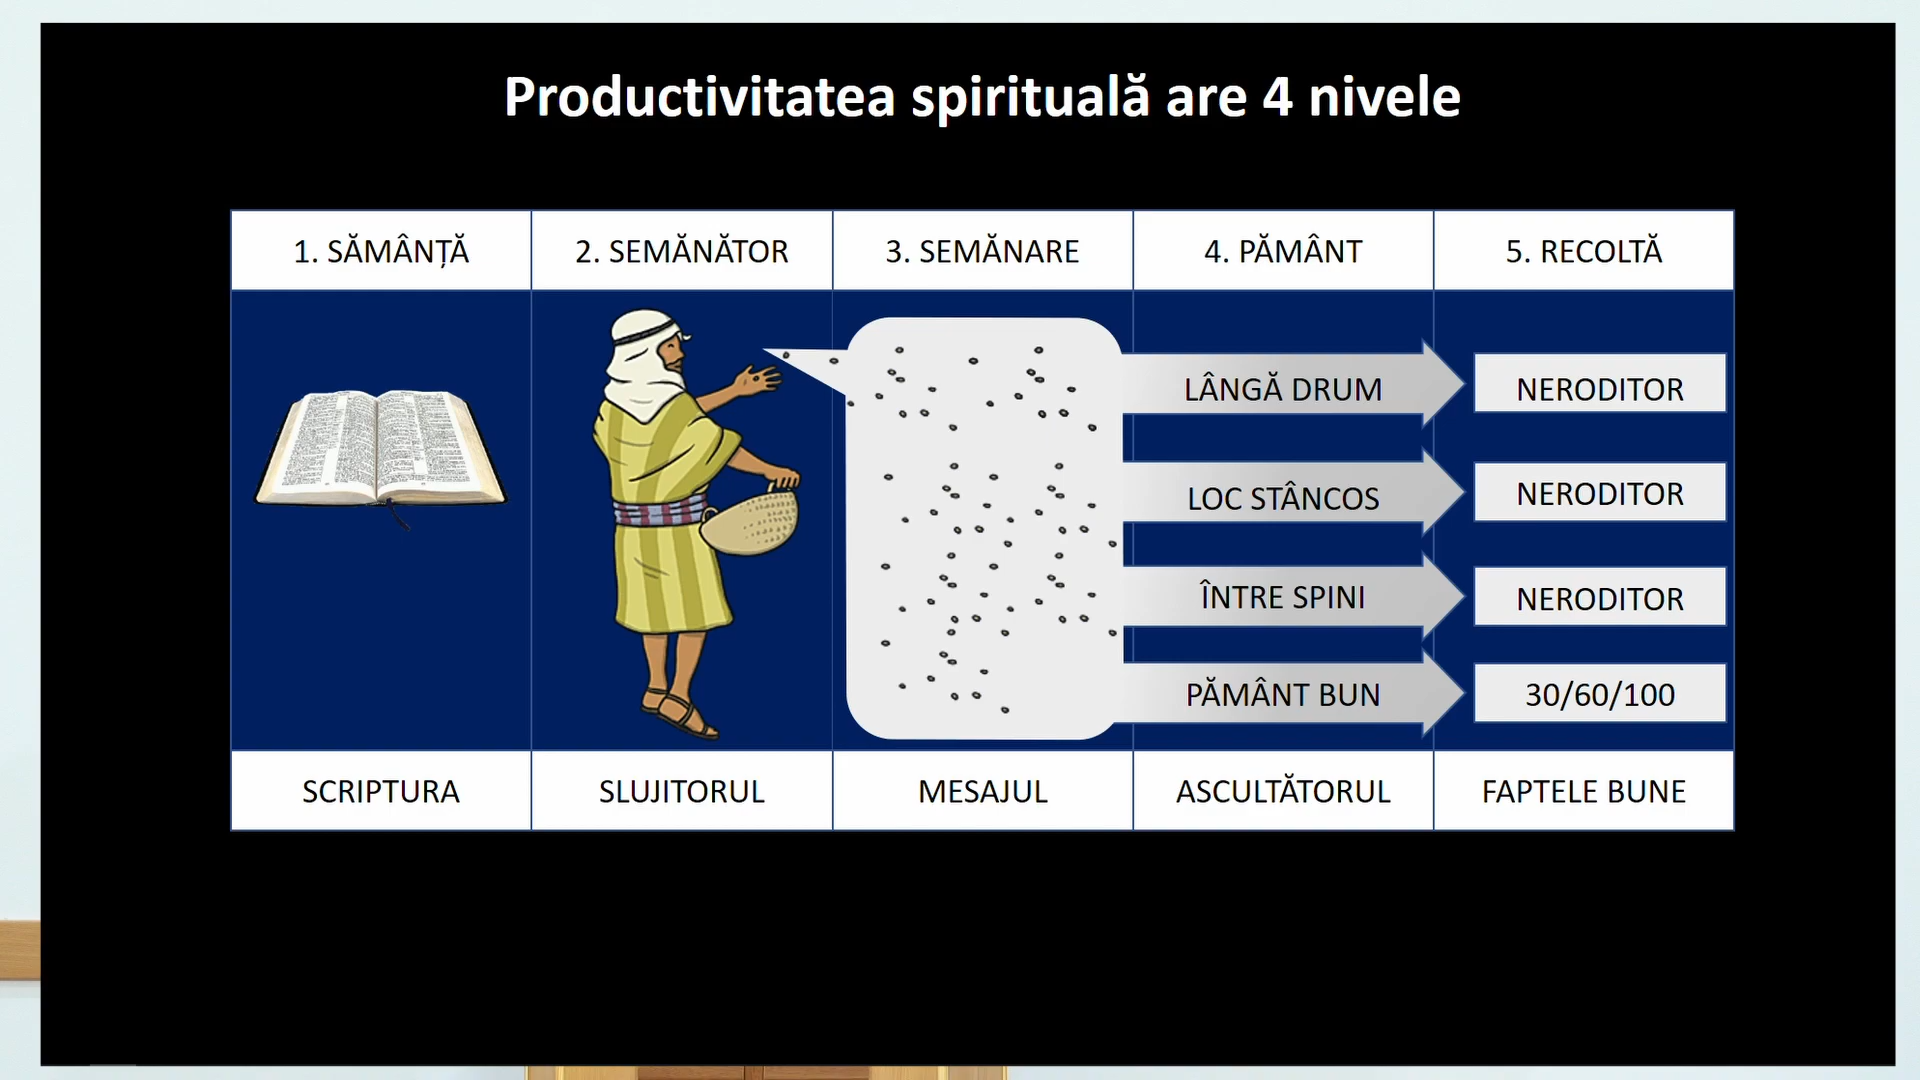 Productivitatea spirituală are 4 nivele
1. SĂMÂNȚĂ
2. SEMĂNĂTOR
3. SEMĂNARE
4. PĂMÂNT
5. RECOLTĂ
LÂNGĂ DRUM
NERODITOR
LOC STÂNCOS
NERODITOR
ÎNTRE SPINI
NERODITOR
PĂMÂNT BUN
30/60/100
SCRIPTURA
SLUJITORUL
MESAJUL
ASCULTĂTORUL
FAPTELE BUNE